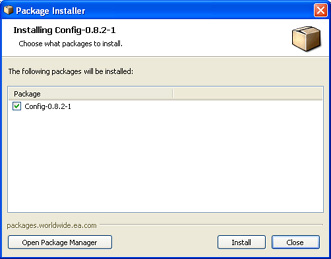 Package Installer
Installing Config-0.8.2-1
Choose what packages to install.
The following packages will be installed:
Package
Config-0.8.2-1
packages.worldwide.ea.com
Open Package Manager
Install
Close